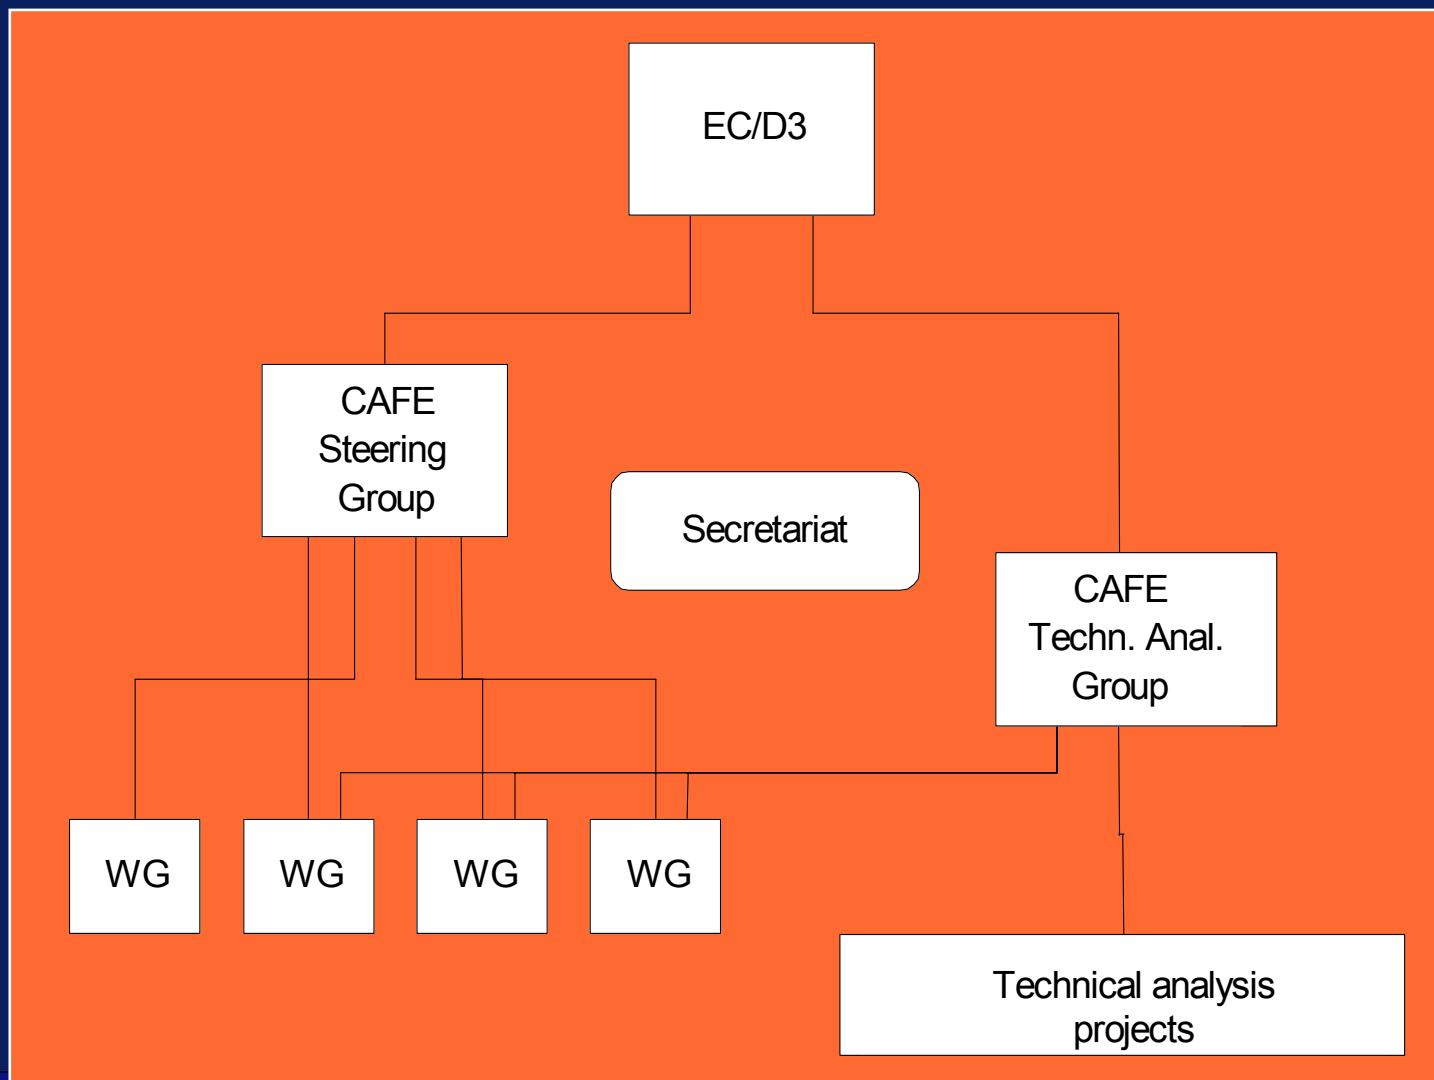 EC/D3
CAFE
Steering
Group
Secretariat
CAFE
Techn. Anal.
Group
WG
WG
WG
WG
Technical analysis
projects